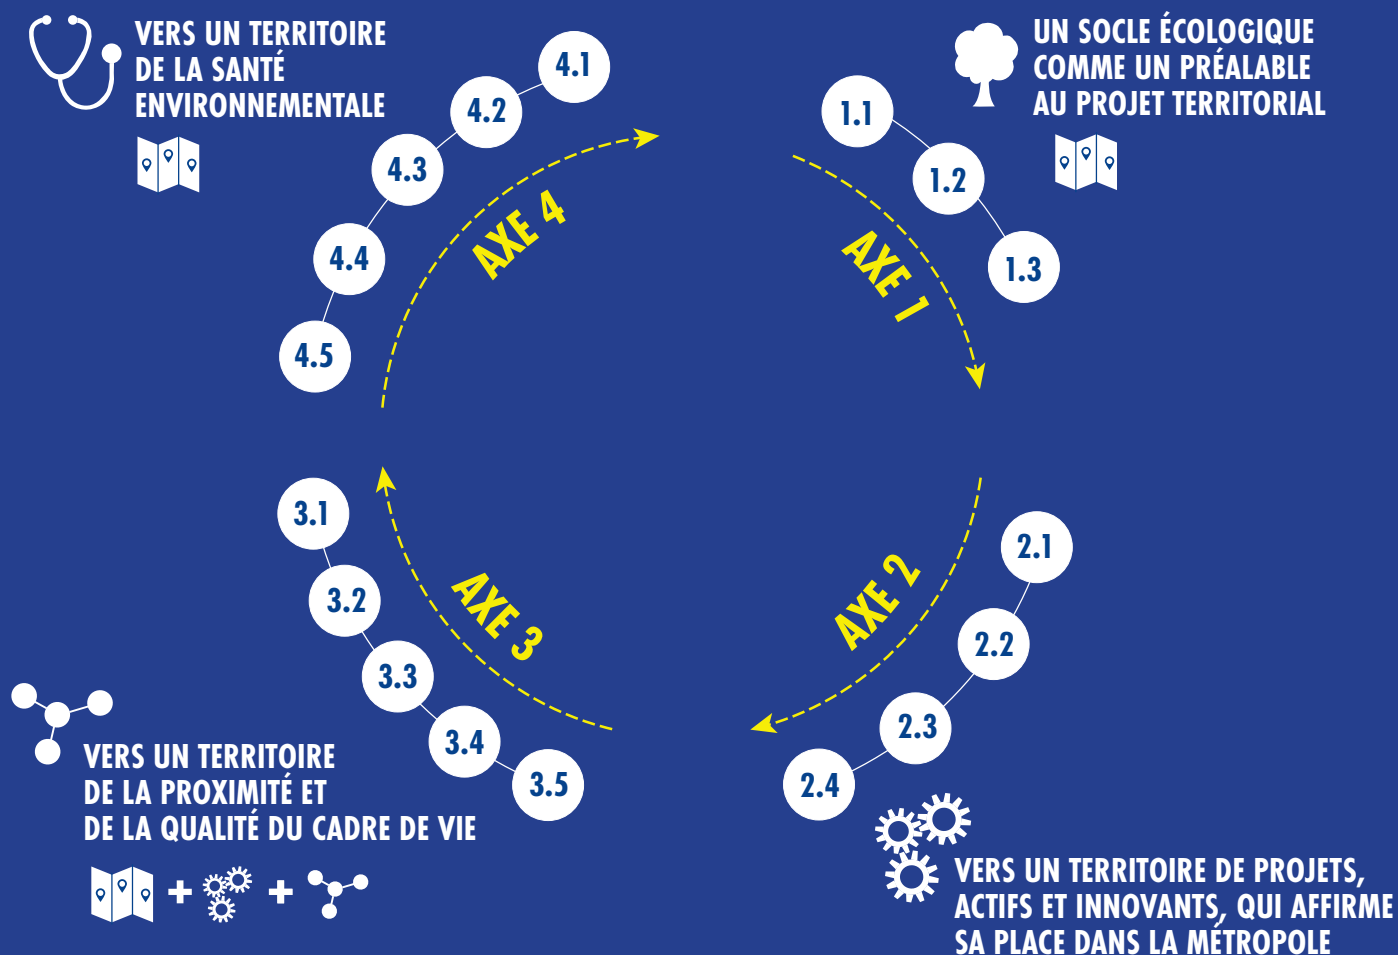 VERS UN TERRITOIRE
DE LA SANTÉ
ENVIRONNEMENTALE
4.1
4.2
4.3
4.4
4.5
AXE 4
UN SOCLE ÉCOLOGIQUE
COMME UN PRÉALABLE
AU PROJET TERRITORIAL
1.1
1.2
1.3
AXE 1
3.1
3.2
3.3
3.4
3.5
AXE 3
VERS UN TERRITOIRE
DE LA PROXIMITÉ ET
DE LA QUALITÉ DU CADRE DE VIE
+
+
2.1
2.2
2.3
2.4
AXE 2
VERS UN TERRITOIRE DE PROJETS,
ACTIFS ET INNOVANTS, QUI AFFIRME
SA PLACE DANS LA MÉTROPOLE